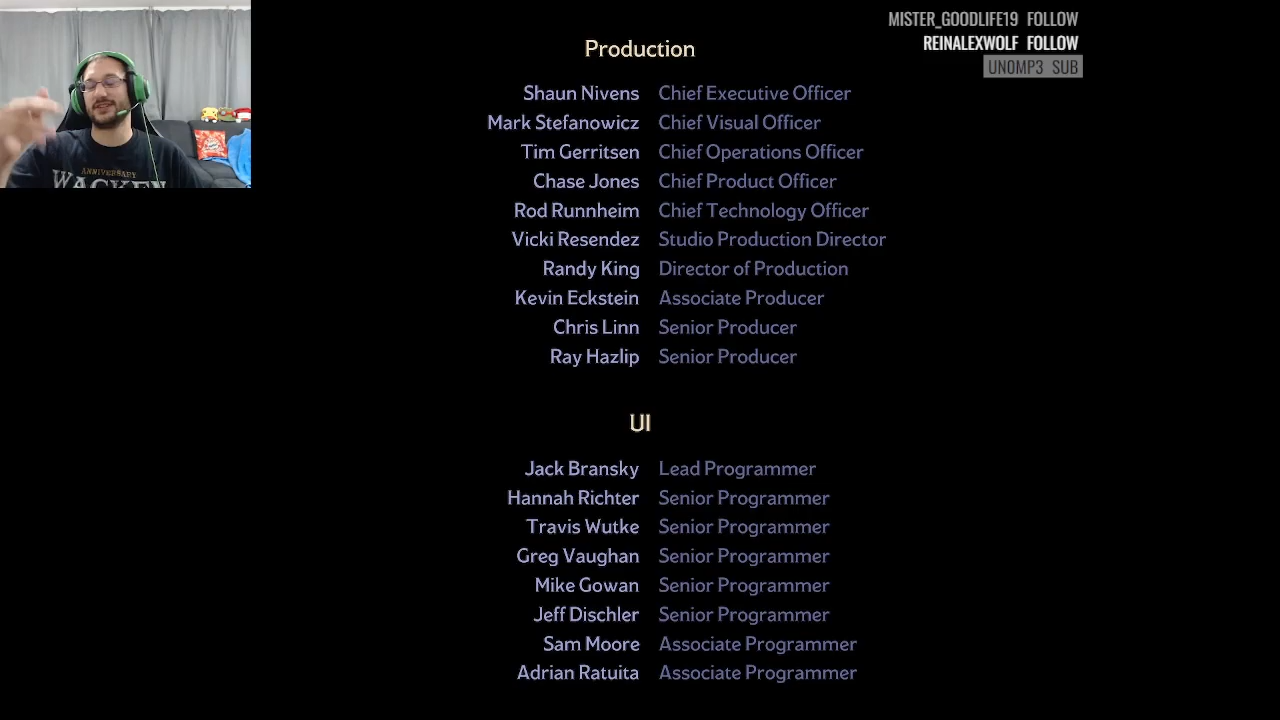 MISTER_GOODLIFE19 FOLLOW
REINALEXWOLF FOLLOW
UNOMP3 SUB
ANNIVERSARY
WACKEN
Production
Shaun Nivens Chief Executive Officer
Mark Stefanowicz Chief Visual Officer
Tim Gerritsen Chief Operations Officer
Chase Jones Chief Product Officer
Rod Runnheim Chief Technology Officer
Vicki Resendez Studio Production Director
Randy King Director of Production
Kevin Eckstein Associate Producer
Chris Linn Senior Producer
Ray Hazlip Senior Producer
UI
Jack Bransky Lead Programmer
Hannah Richter Senior Programmer
Travis Wutke Senior Programmer
Greg Vaughan Senior Programmer
Mike Gowan Senior Programmer
Jeff Dischler Senior Programmer
Sam Moore Associate Programmer
Adrian Ratuita Associate Programmer